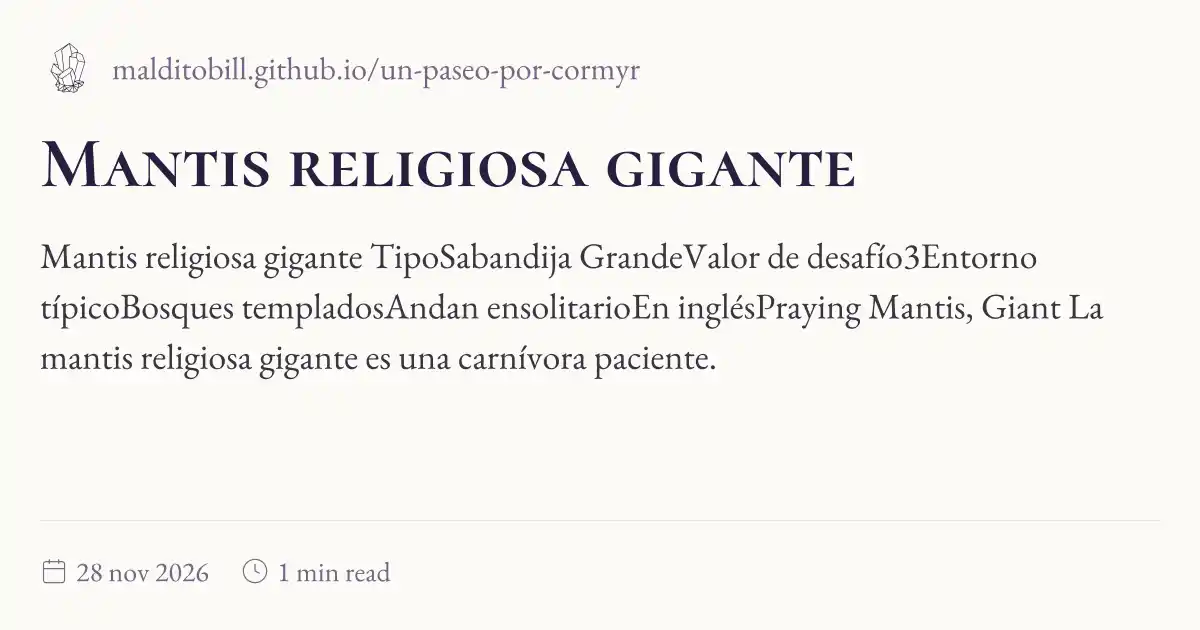 malditobill.github.io/un-paseo-por-cormyr
Mantis religiosa gigante
Mantis religiosa gigante TipoSabandija GrandeValor de desafío3Entorno
típicoBosques templadosAndan ensolitarioEn inglésPraying Mantis, Giant La
mantis religiosa gigante es una carnívora paciente.
28 nov 2026 1 min read